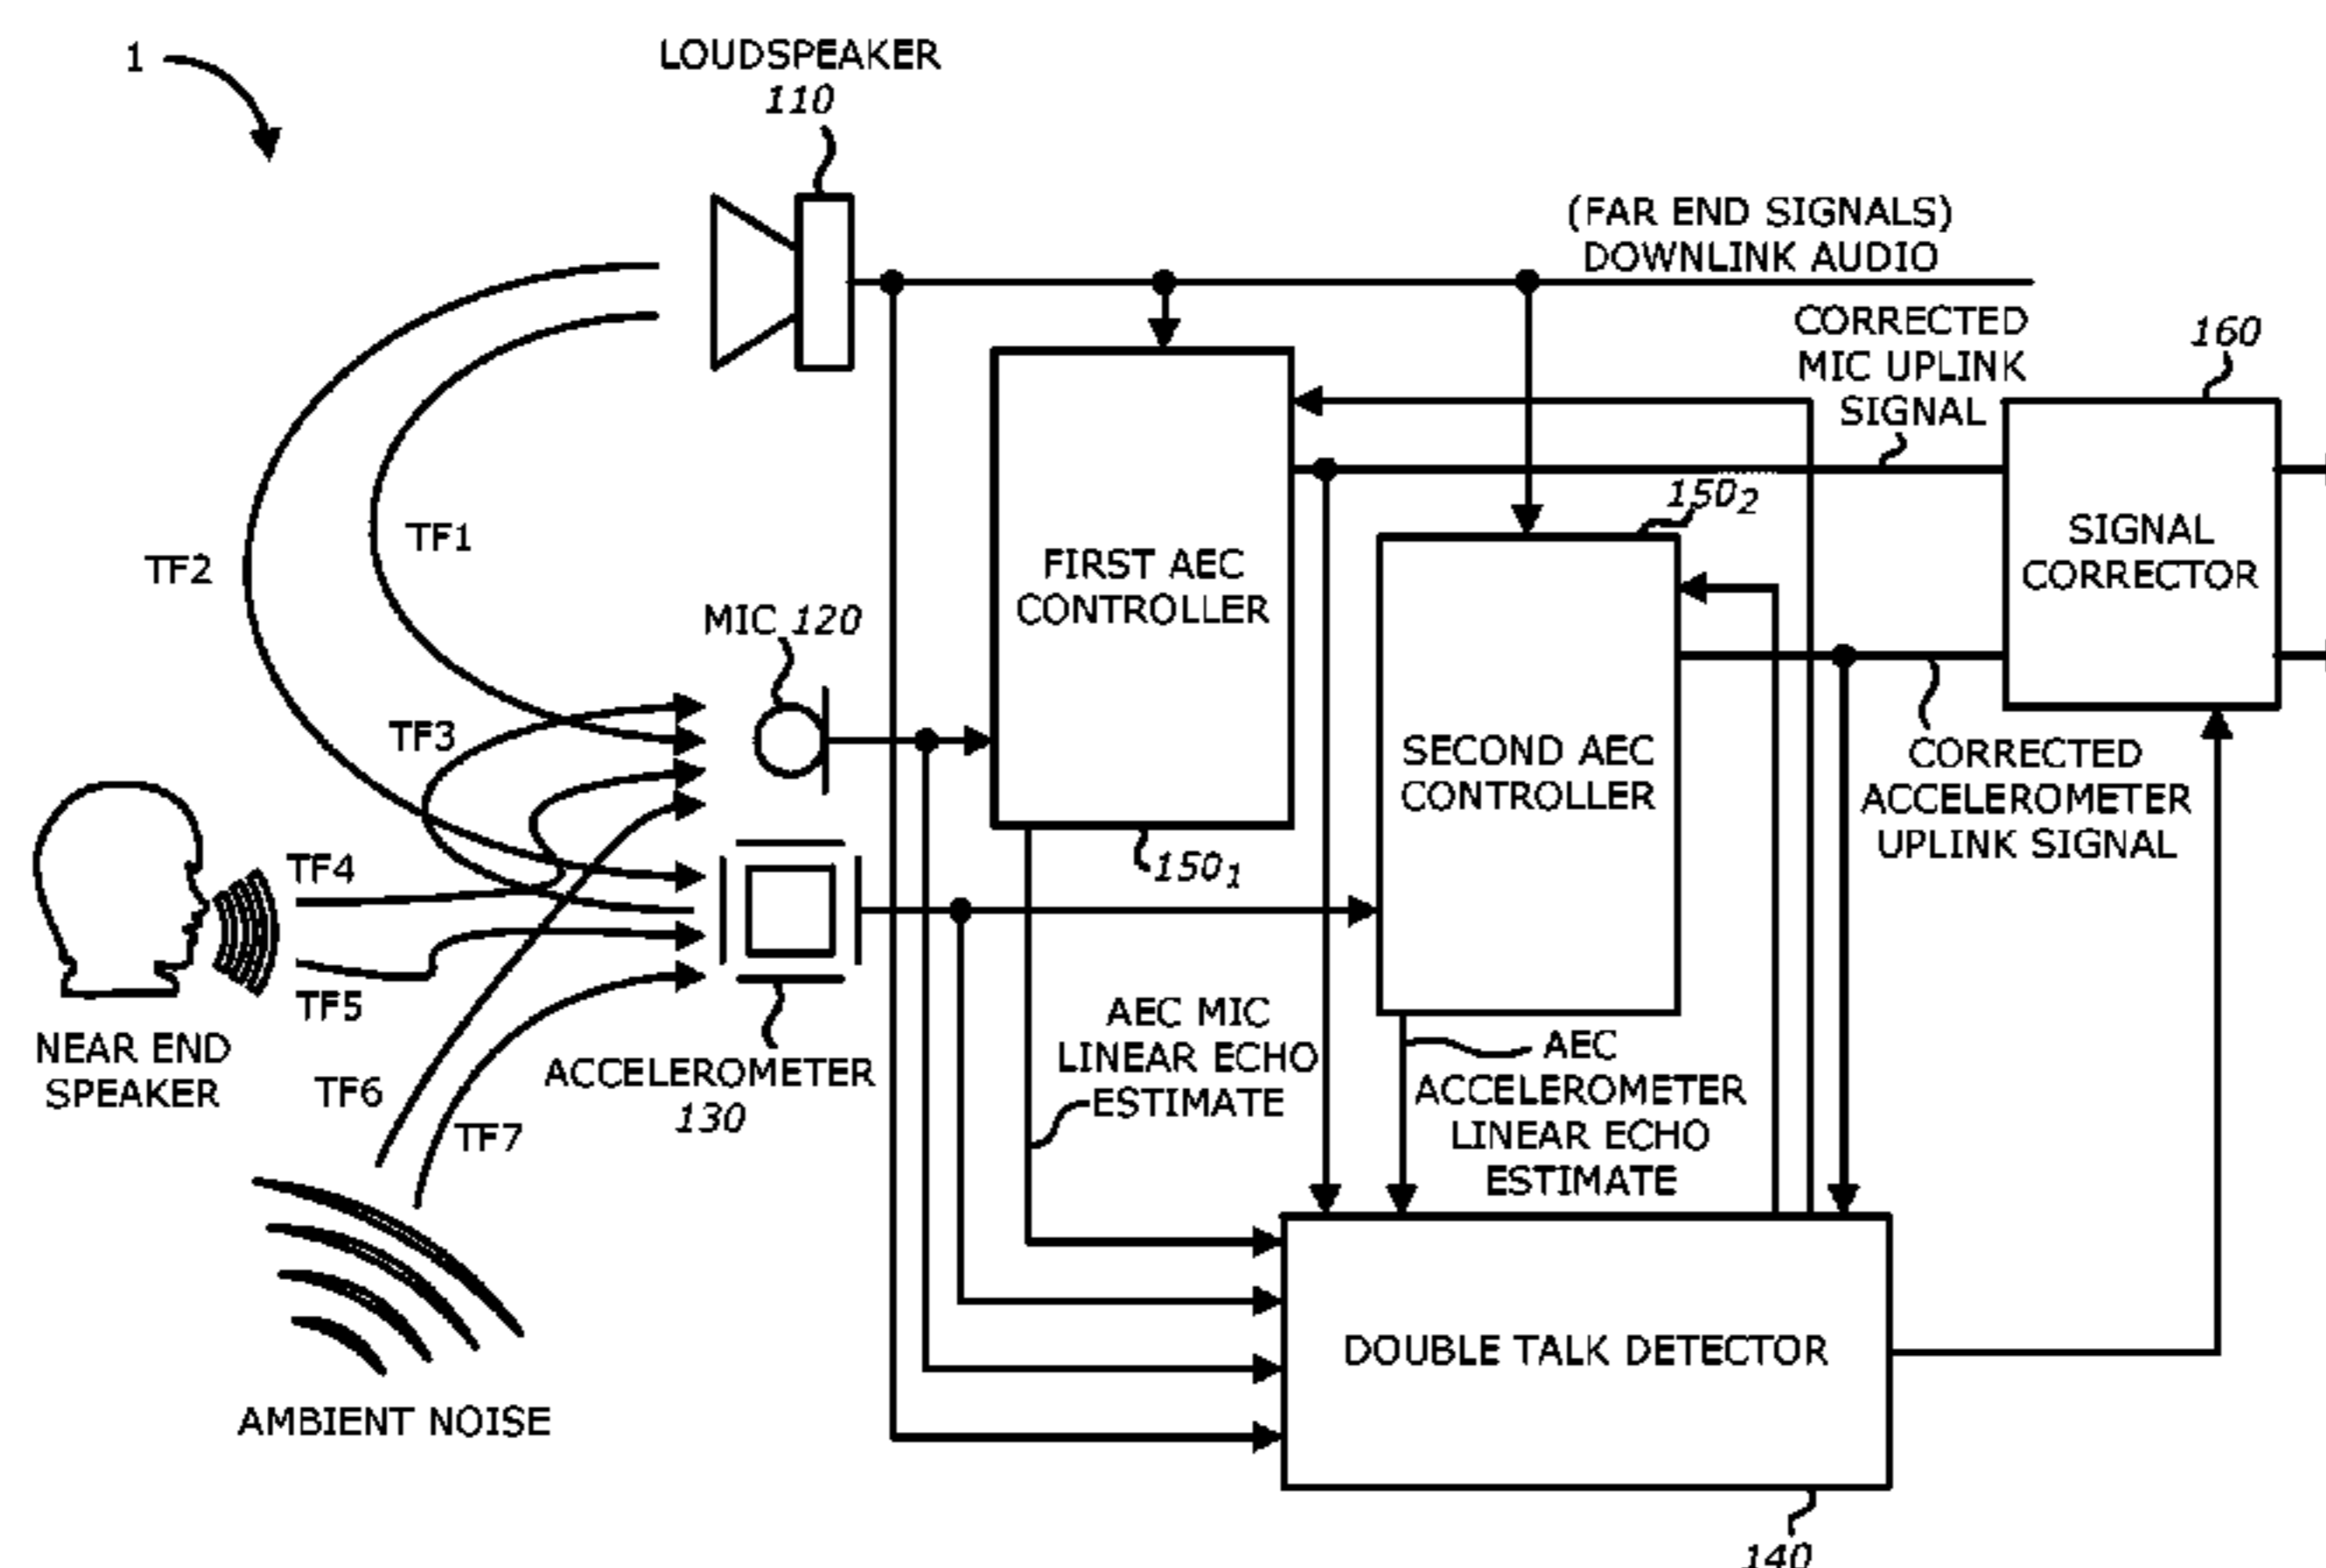 1
LOUDSPEAKER
110
(FAR END SIGNALS)
DOWNLINK AUDIO
CORRECTED
MIC UPLINK
SIGNAL
160
150₂
SIGNAL
CORRECTOR
FIRST AEC
CONTROLLER
TF1
TF2
MIC 120
TF3
SECOND AEC
CONTROLLER
CORRECTED
ACCELEROMETER
UPLINK SIGNAL
150₁
TF4
TF5
NEAR END
SPEAKER
AEC MIC
LINEAR ECHO
ESTIMATE
AEC
ACCELEROMETER
LINEAR ECHO
ESTIMATE
ACCELEROMETER
130
TF6
TF7
DOUBLE TALK DETECTOR
AMBIENT NOISE
140